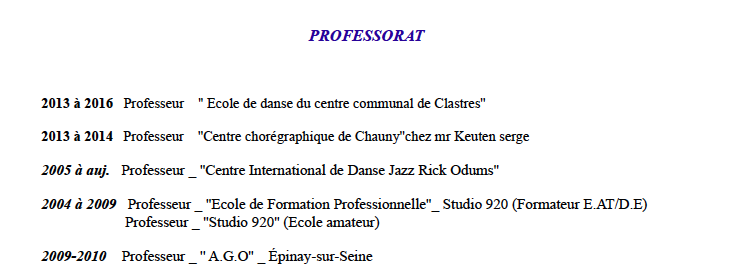 PROFESSORAT
2013 à 2016 Professeur " Ecole de danse du centre communal de Clastres"
2013 à 2014 Professeur "Centre chorégraphique de Chauny"chez mr Keuten serge
2005 à auj. Professeur _ "Centre International de Danse Jazz Rick Odums"
2004 à 2009 Professeur _ "Ecole de Formation Professionnelle"_ Studio 920 (Formateur E.AT/D.E)
Professeur _ "Studio 920" (Ecole amateur)
2009-2010 Professeur _ " A.G.O" _ Épinay-sur-Seine